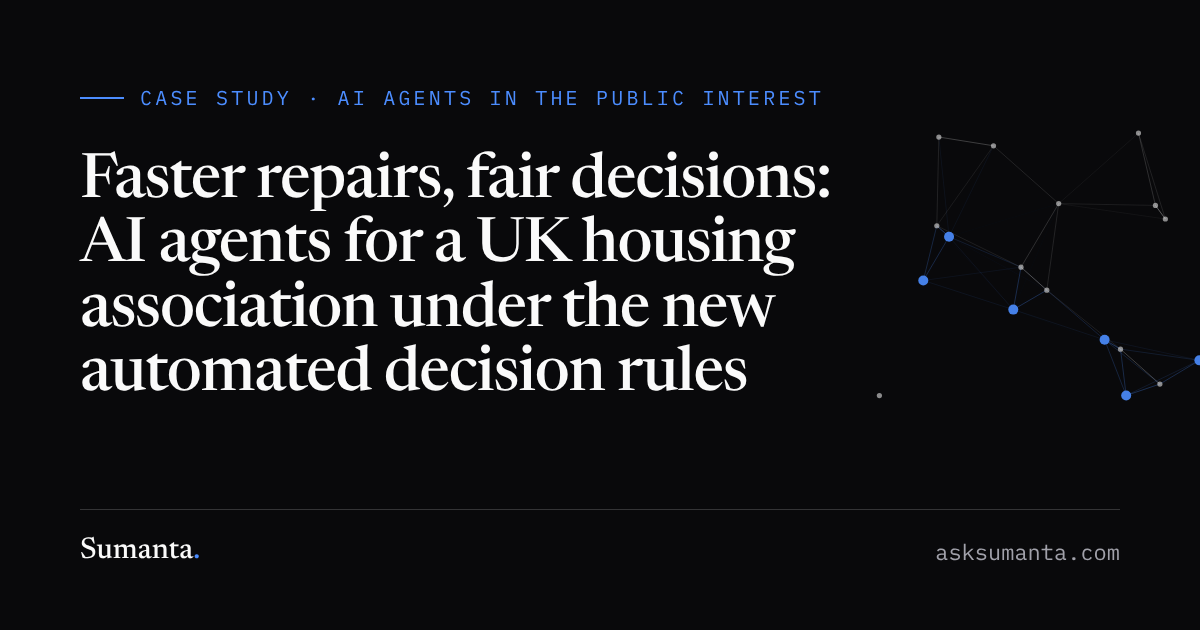 CASE STUDY · AI AGENTS IN THE PUBLIC INTEREST
Faster repairs, fair decisions:
AI agents for a UK housing
association under the new
automated decision rules
Sumanta.
asksumanta.com